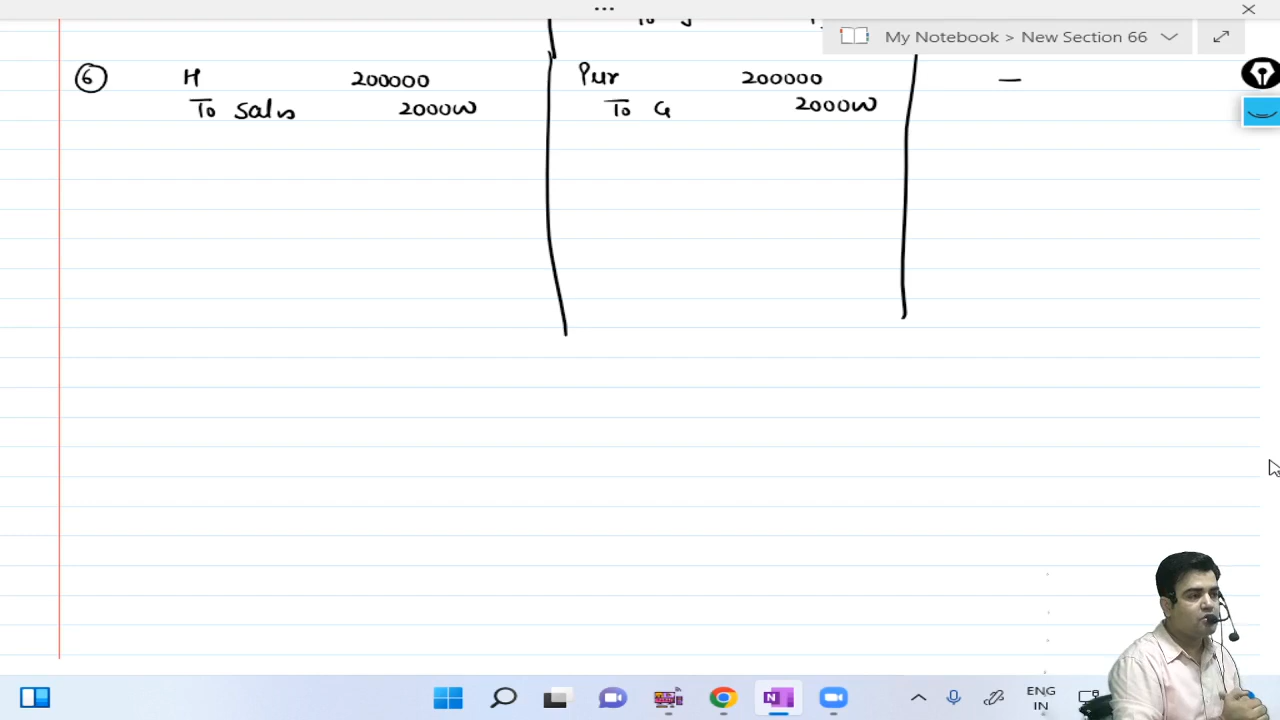 ...
My Notebook > New Section 66
6 H 200000
To Sales 200000
Pur 200000
To G 200000
—
ENG
IN